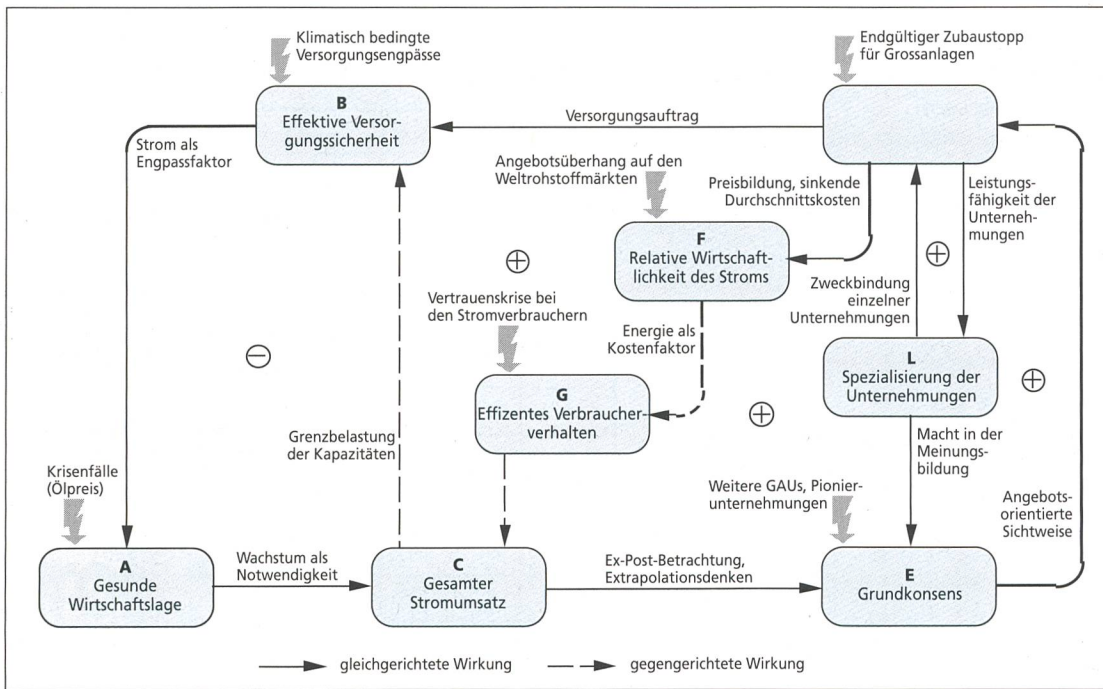 Klimatisch bedingte
Versorgungsengpässe
Endgültiger Zubaustopp
für Grossanlagen
B
Effektive Versor-
gungssicherheit
Versorgungsauftrag
Strom als
Engpassfaktor
Angebotsüberhang auf den
Weltrohstoffmärkten
Preisbildung, sinkende
Durchschnittskosten
Leistungs-
fähigkeit der
Unterneh-
mungen
F
Relative Wirtschaft-
lichkeit des Stroms
+
+
Zweckbindung
einzelner
Unternehmungen
Vertrauenskrise bei
den Stromverbrauchern
Energie als
Kostenfaktor
−
L
Spezialisierung der
Unternehmungen
+
G
Effizentes Verbraucher-
verhalten
+
Grenzbelastung
der Kapazitäten
Macht in der
Meinungs-
bildung
Krisenfälle
(Ölpreis)
Weitere GAUs, Pionier-
unternehmungen
Angebots-
orientierte
Sichtweise
A
Gesunde
Wirtschaftslage
Wachstum als
Notwendigkeit
C
Gesamter
Stromumsatz
Ex-Post-Betrachtung,
Extrapolationsdenken
E
Grundkonsens
gleichgerichtete Wirkung
gegengerichtete Wirkung